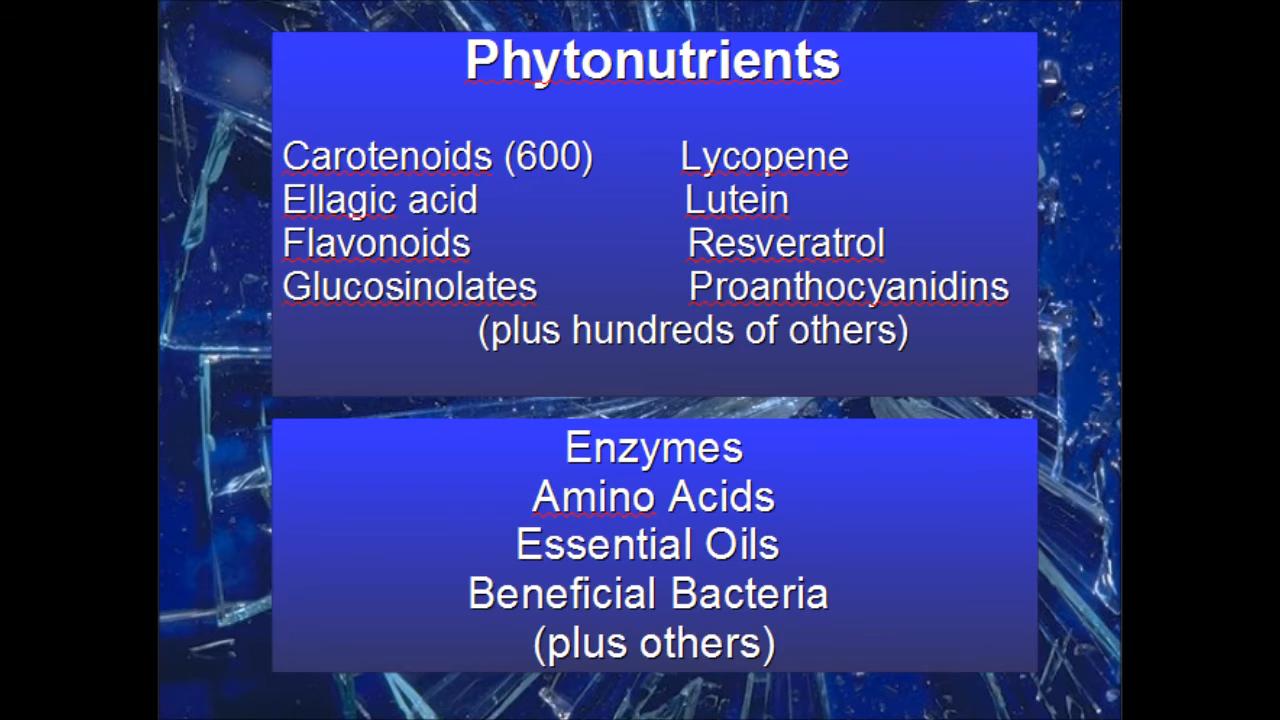 Phytonutrients
Carotenoids (600) Lycopene
Ellagic acid Lutein
Flavonoids Resveratrol
Glucosinolates Proanthocyanidins
(plus hundreds of others)
Enzymes
Amino Acids
Essential Oils
Beneficial Bacteria
(plus others)